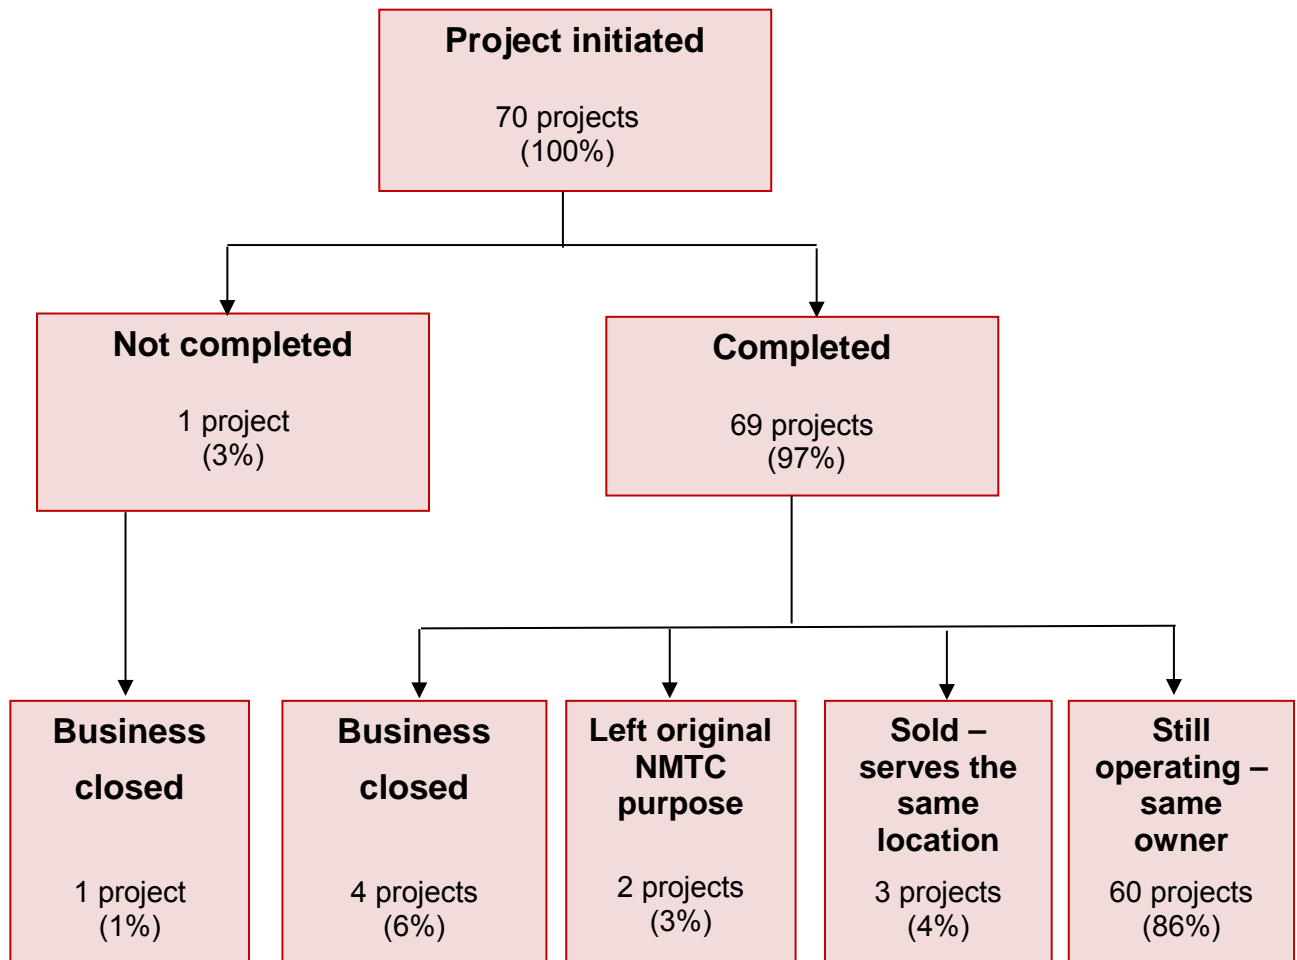 Project initiated
70 projects
(100%)
Not completed
1 project
(3%)
Completed
69 projects
(97%)
Business
closed
1 project
(1%)
Business
closed
4 projects
(6%)
Left original
NMTC
purpose
2 projects
(3%)
Sold –
serves the
same
location
3 projects
(4%)
Still
operating –
same
owner
60 projects
(86%)